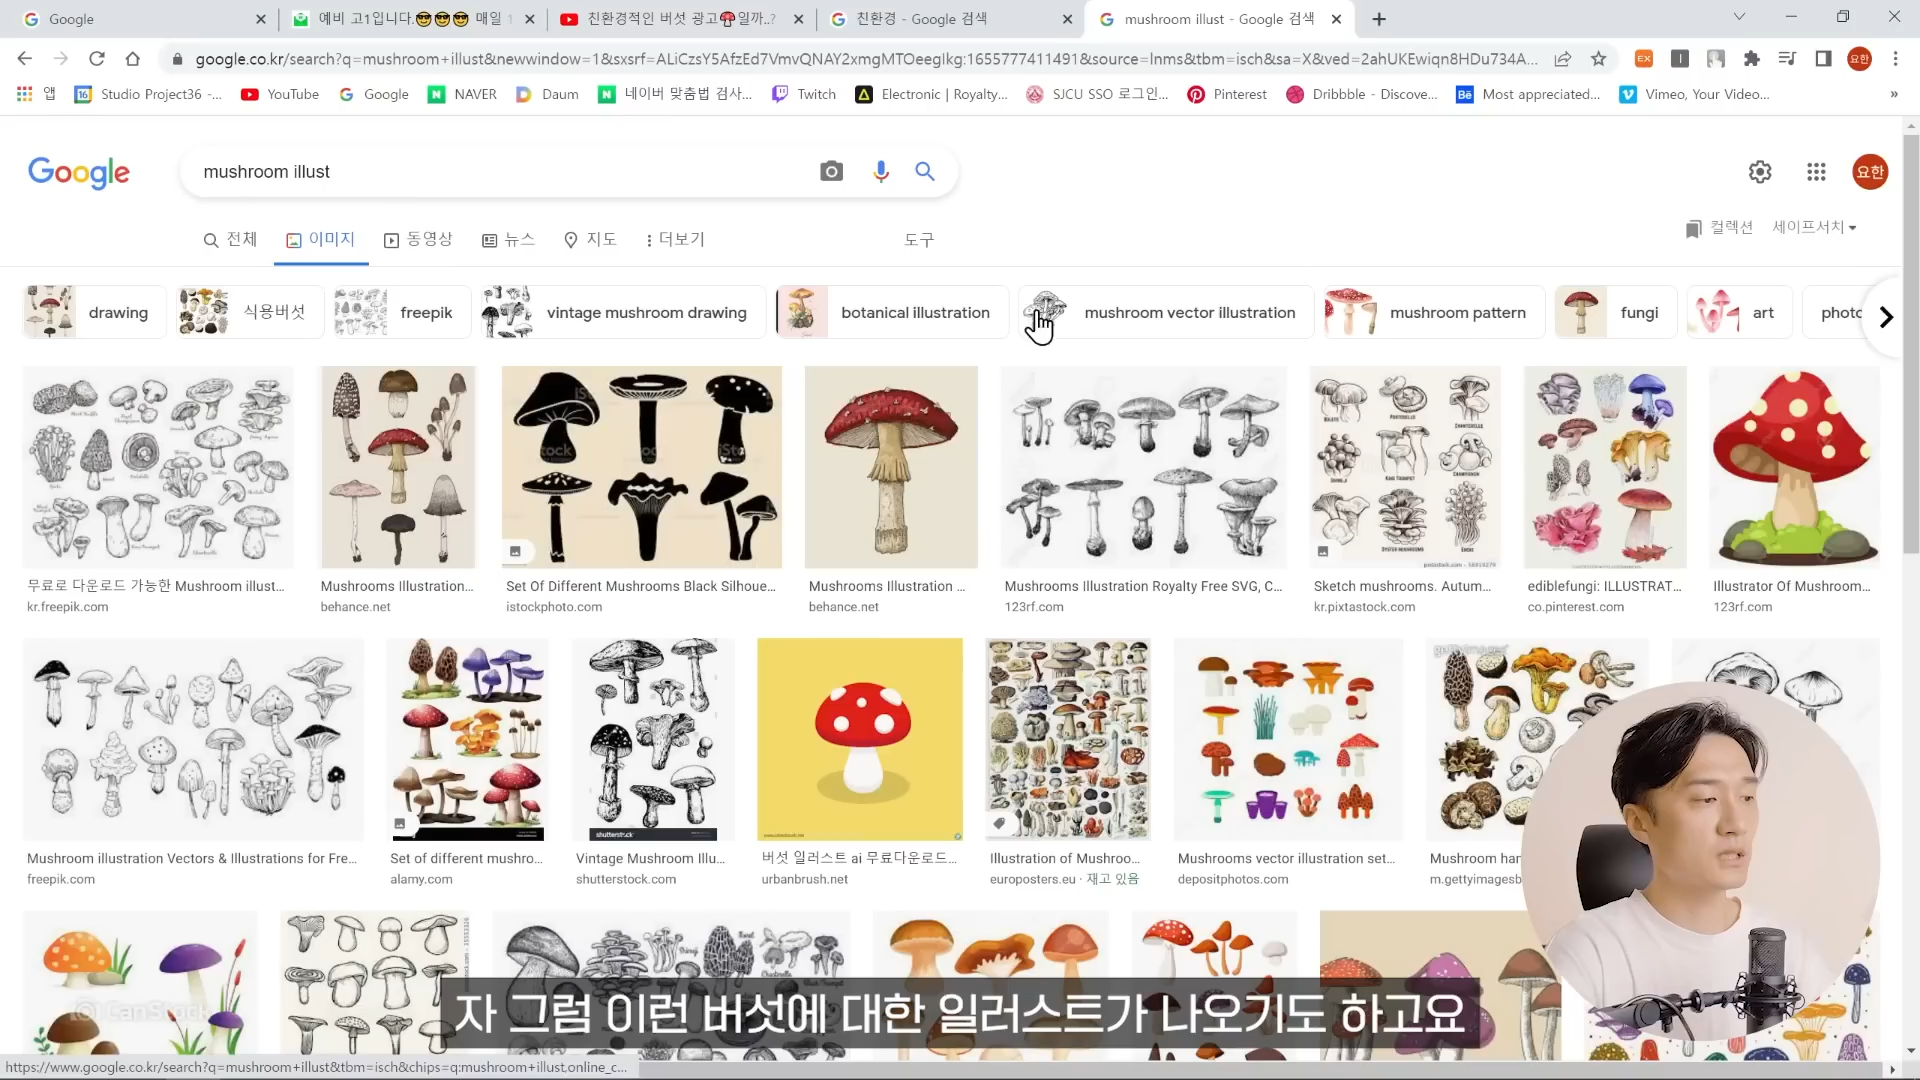 Google
예비 고1입니다.😎😎😎 매일 1
친환경적인 버섯 광고🍄일까..?
친환경 - Google 검색
mushroom illust - Google 검색
google.co.kr/search?q=mushroom+illust&newwindow=1&sxsrf=ALiCzsY5AfzEd7VmvQNAY2xmgMTOeegIkg:1655777411491&source=lnms&tbm=isch&sa=X&ved=2ahUKEwiqn8HDu734A...
EX
요한
앱
Studio Project36 -...
YouTube
Google
NAVER
Daum
네이버 맞춤법 검사...
Twitch
Electronic | Royalty...
SJCU SSO 로그인...
Pinterest
Dribbble - Discove...
Most appreciated...
Vimeo, Your Video...
Google
mushroom illust
요한
전체
이미지
동영상
뉴스
지도
더보기
도구
컬렉션
세이프서치
drawing
식용버섯
freepik
vintage mushroom drawing
botanical illustration
mushroom vector illustration
mushroom pattern
fungi
art
photo
무료로 다운로드 가능한 Mushroom illust...
kr.freepik.com
Mushrooms Illustration...
behance.net
Set Of Different Mushrooms Black Silhoue...
istockphoto.com
Mushrooms Illustration ...
behance.net
Mushrooms Illustration Royalty Free SVG, C...
123rf.com
Sketch mushrooms. Autum...
kr.pixtastock.com
ediblefungi: ILLUSTRAT...
co.pinterest.com
Illustrator Of Mushroom...
123rf.com
Mushroom illustration Vectors & Illustrations for Fre...
freepik.com
Set of different mushro...
alamy.com
shutterstock
Vintage Mushroom Illu...
shutterstock.com
버섯 일러스트 ai 무료다운로드...
urbanbrush.net
Illustration of Mushroo...
europosters.eu · 재고 있음
Mushrooms vector illustration set...
depositphotos.com
Mushroom han
m.gettyimagesb
CanStock
자 그럼 이런 버섯에 대한 일러스트가 나오기도 하고요
https://www.google.co.kr/search?q=mushroom+illust&tbm=isch&chips=q:mushroom+illust,online_c...